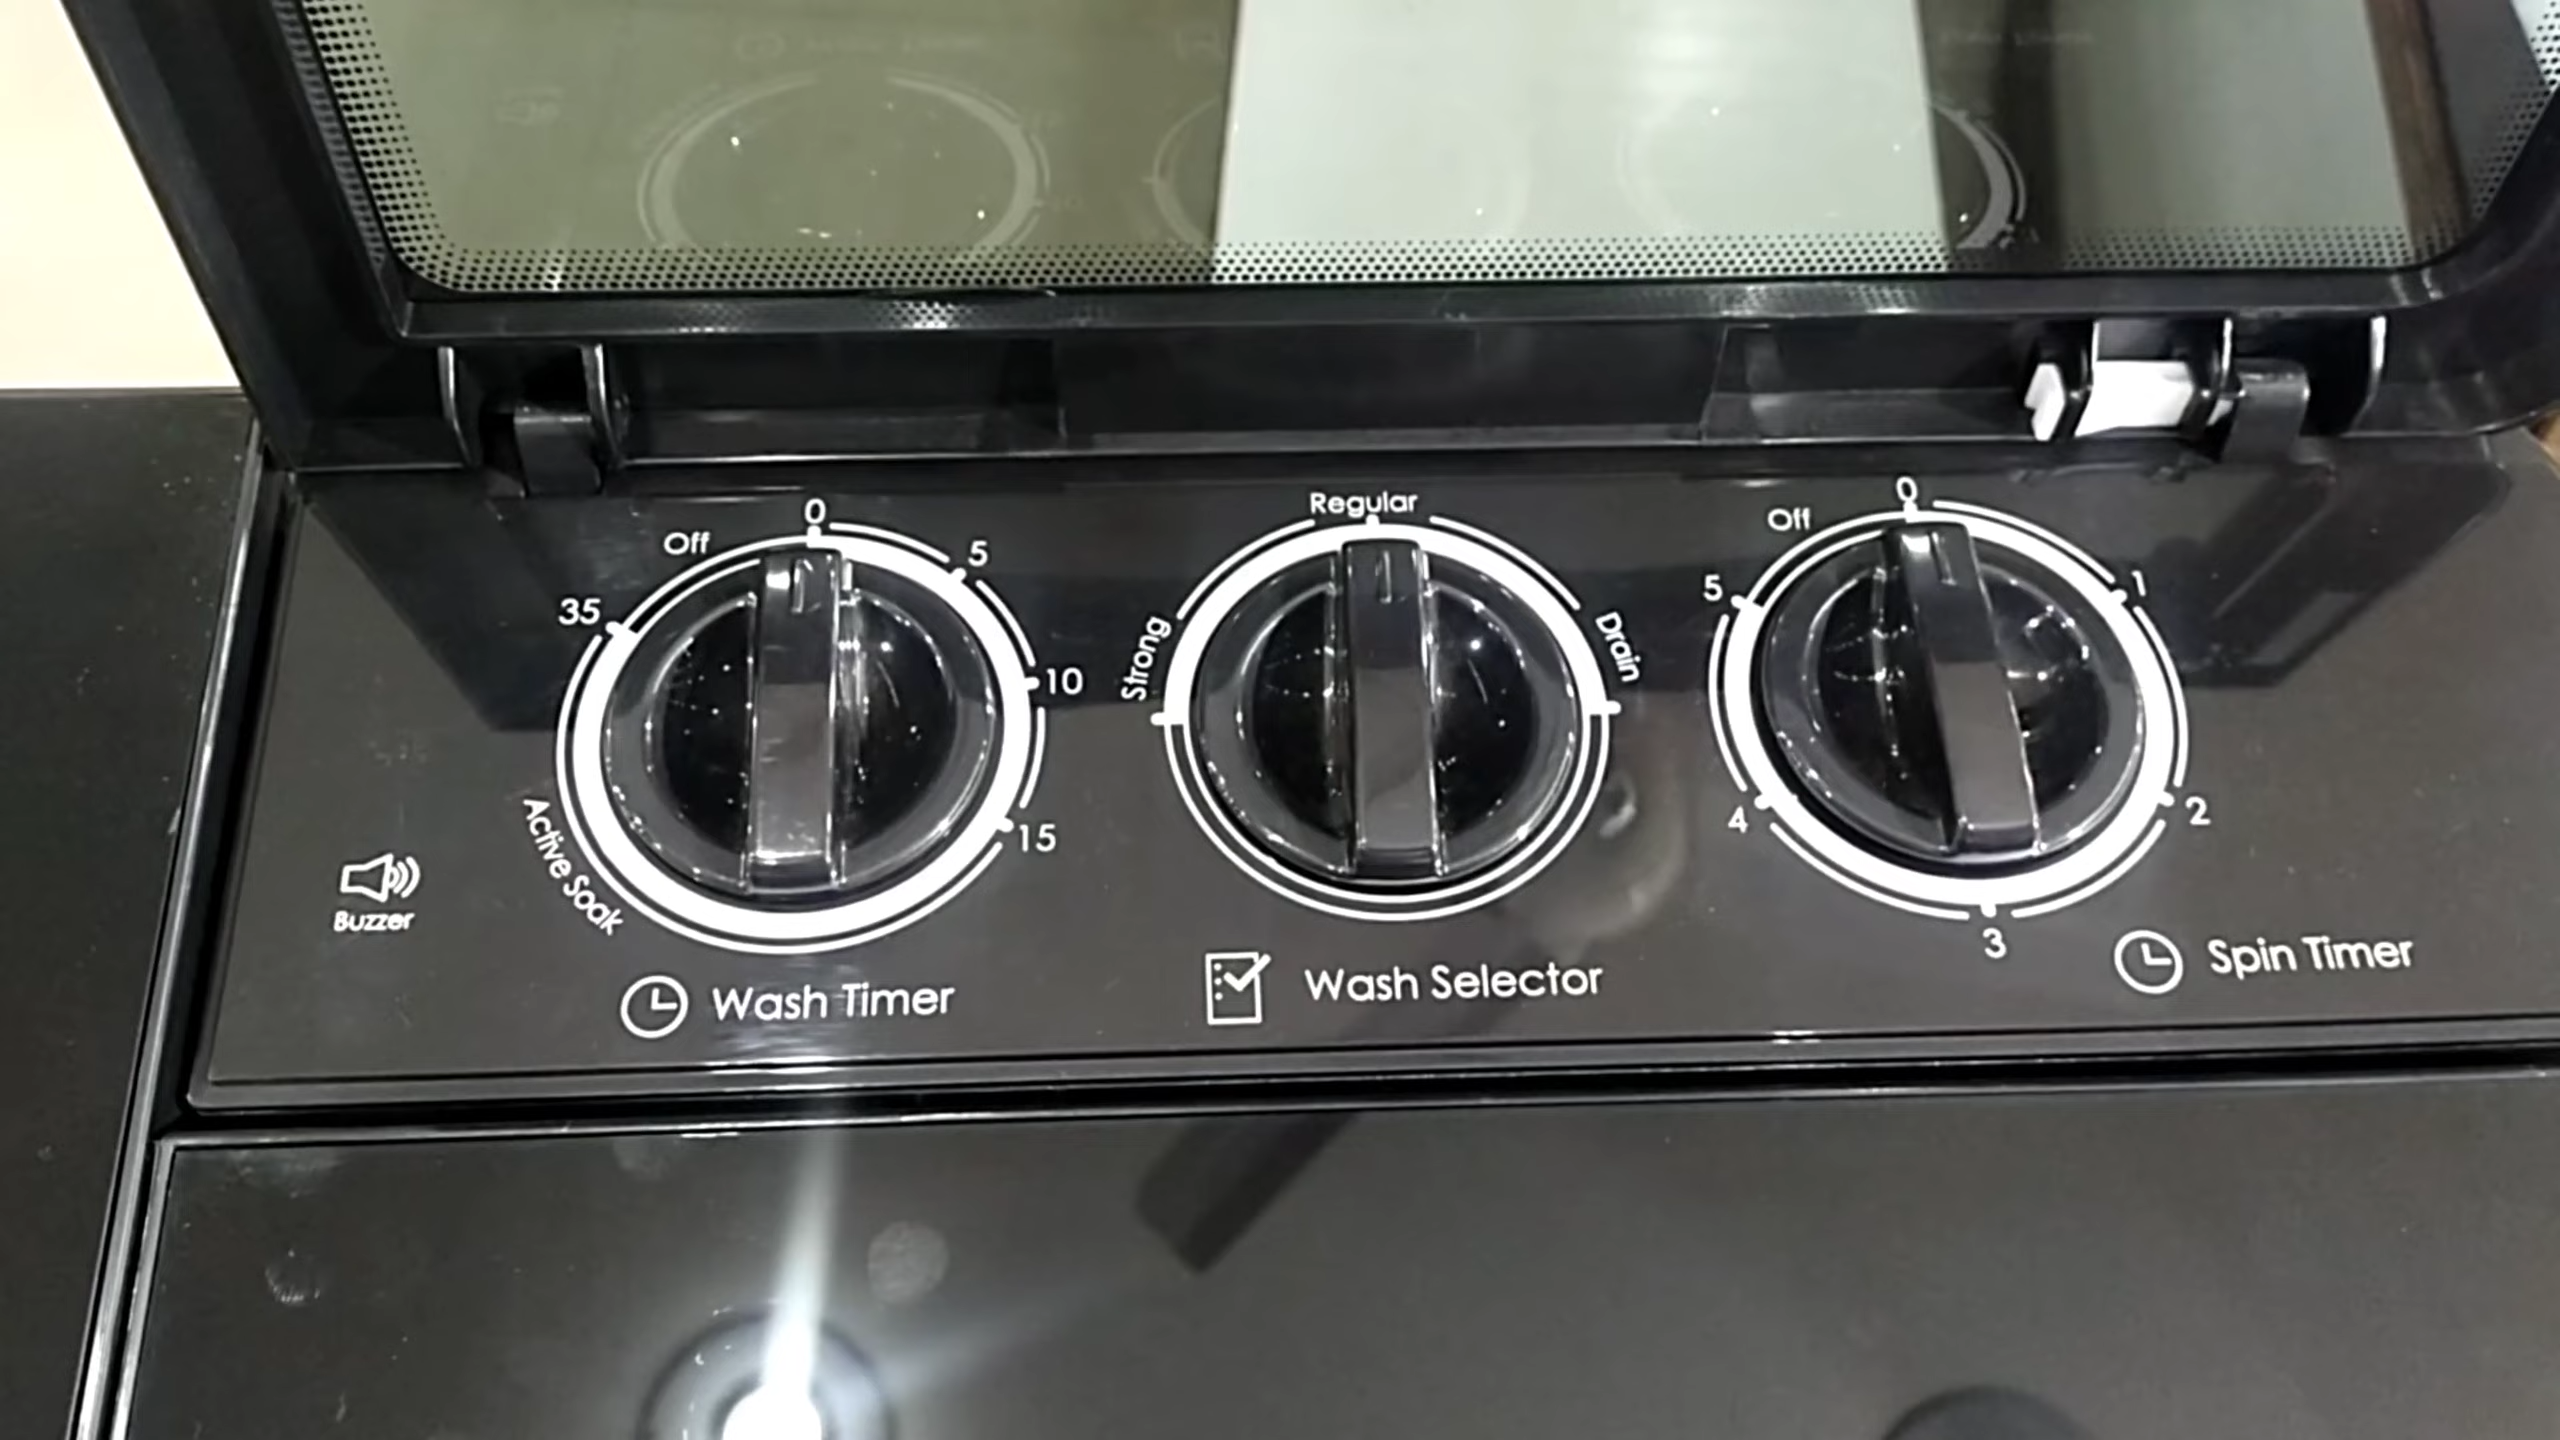 Off
0
5
10
15
Active Soak
35
Buzzer
Wash Timer
Strong
Regular
Drain
Wash Selector
Off
0
1
2
3
4
5
Spin Timer